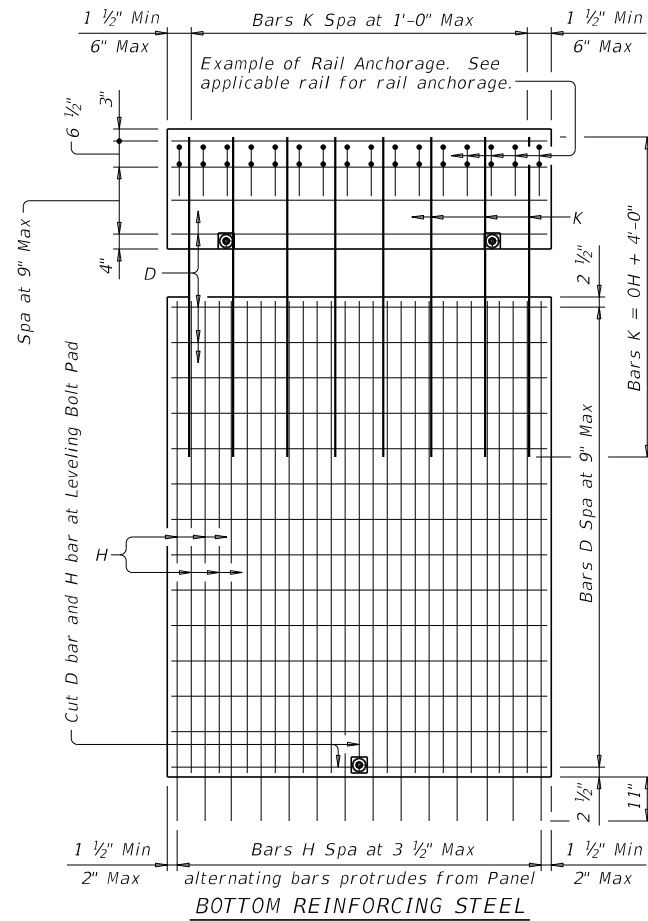 1 ½" Min
Bars K Spa at 1'-0" Max
1 ½" Min
6" Max
6" Max
Example of Rail Anchorage. See
applicable rail for rail anchorage.
3"
6 ½"
Spa at 9" Max
4"
D
K
2 ½"
Bars K = OH + 4'-0"
Cut D bar and H bar at Leveling Bolt Pad
H
Bars D Spa at 9" Max
2 ½"
11"
1 ½" Min
Bars H Spa at 3 ½" Max
1 ½" Min
2" Max
alternating bars protrudes from Panel
2" Max
BOTTOM REINFORCING STEEL